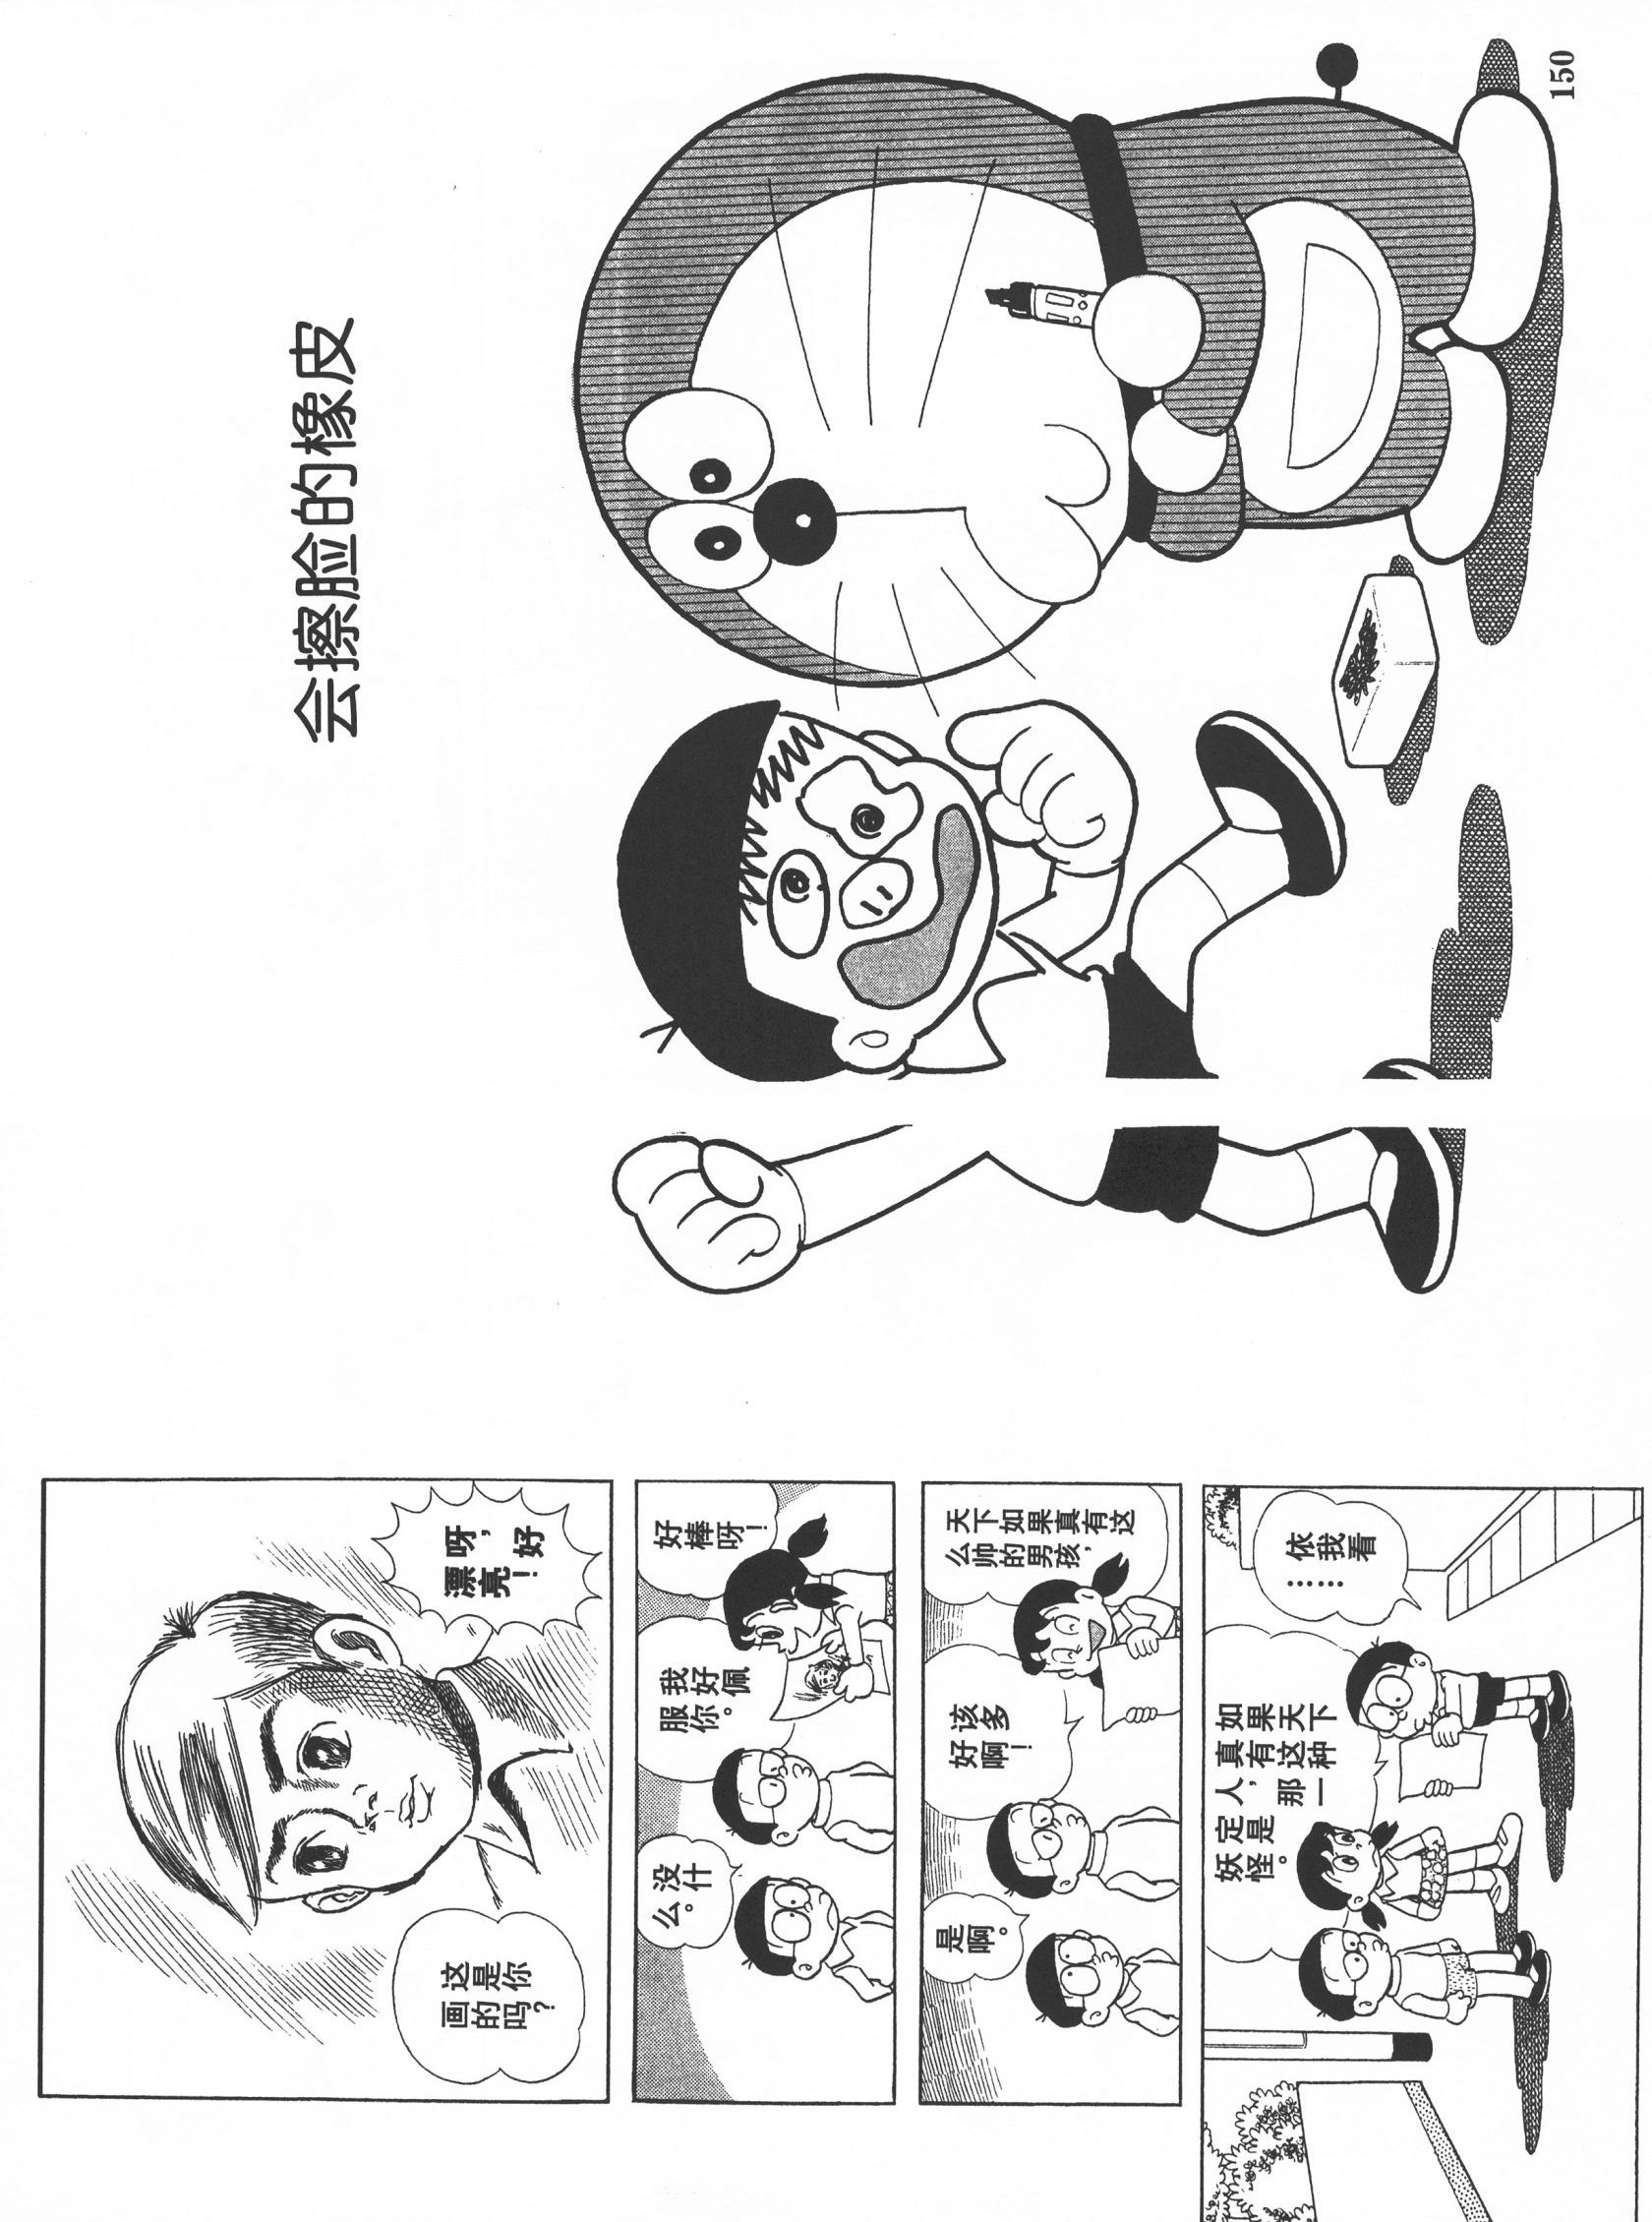 150
会擦脸的橡皮
呀，好
漂亮！
这是你
画的吗？
好棒呀！
我好佩
服你。
没什
么。
天下如果真有这
么帅的男孩，
该多
好啊！
是啊。
依我看
……
如果天下
真有这种
人，那一
定是
妖怪。